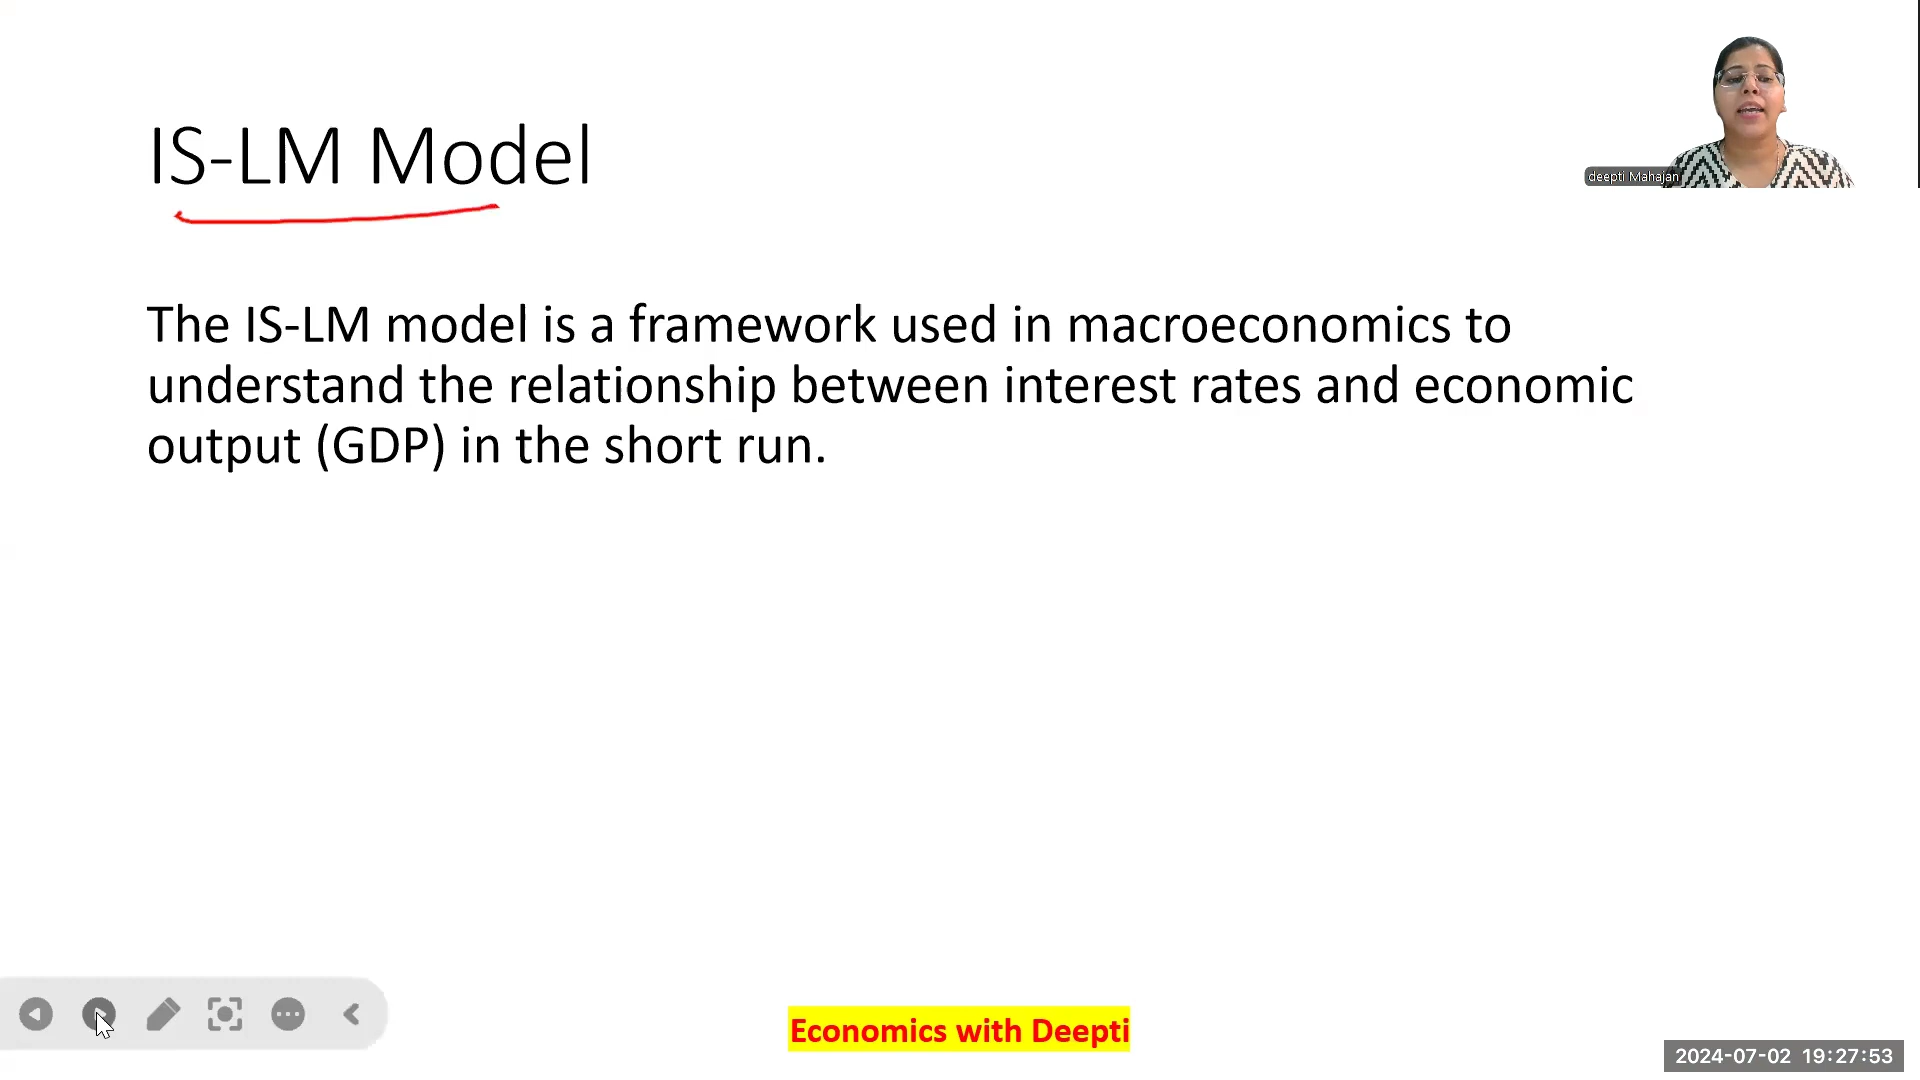 IS-LM Model
deepti Mahajan
The IS-LM model is a framework used in macroeconomics to
understand the relationship between interest rates and economic
output (GDP) in the short run.
Economics with Deepti
2024-07-02 19:27:53